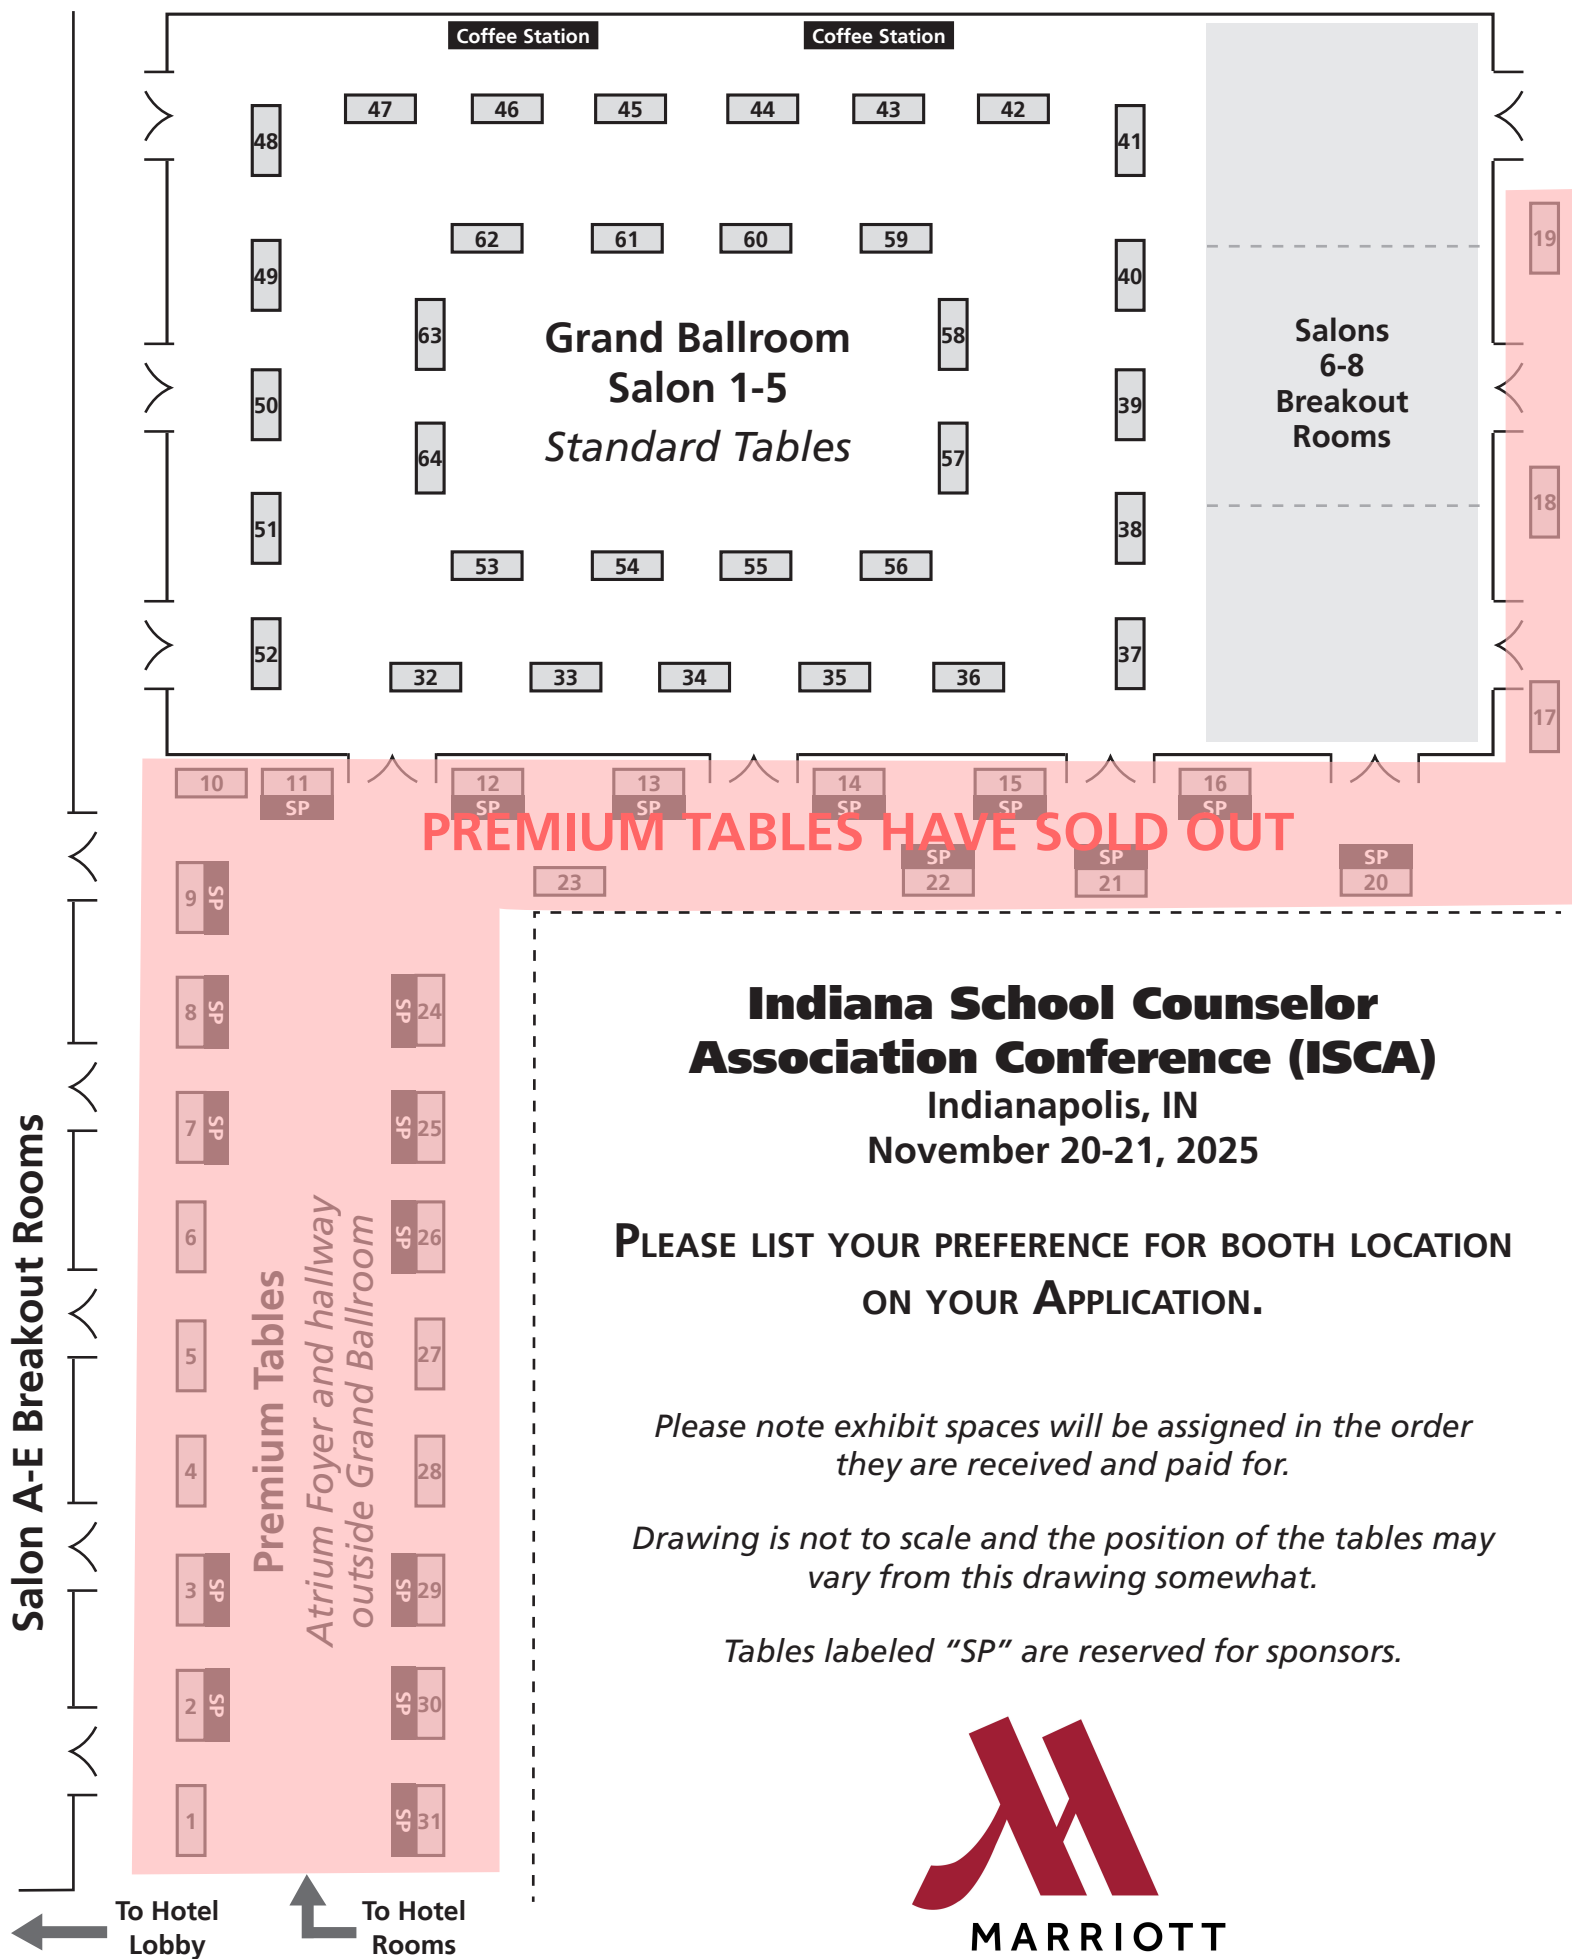 Coffee Station
Coffee Station
47
46
45
44
43
42
48
41
62
61
60
59
19
49
40
63
58
Grand Ballroom
Salon 1-5
Standard Tables
Salons
6-8
Breakout
Rooms
50
39
64
57
18
51
38
53
54
55
56
52
37
32
33
34
35
36
17
10
11
SP
12
SP
13
SP
14
SP
15
SP
16
SP
PREMIUM TABLES HAVE SOLD OUT
23
SP
22
SP
21
SP
20
9
SP
8
SP
SP
24
7
SP
SP
25
6
SP
26
5
27
4
28
3
SP
SP
29
2
SP
SP
30
1
SP
31
Salon A-E Breakout Rooms
Premium Tables
Atrium Foyer and hallway
outside Grand Ballroom
Indiana School Counselor
Association Conference (ISCA)
Indianapolis, IN
November 20-21, 2025
PLEASE LIST YOUR PREFERENCE FOR BOOTH LOCATION
ON YOUR APPLICATION.
Please note exhibit spaces will be assigned in the order
they are received and paid for.
Drawing is not to scale and the position of the tables may
vary from this drawing somewhat.
Tables labeled “SP” are reserved for sponsors.
To Hotel
Lobby
To Hotel
Rooms
MARRIOTT